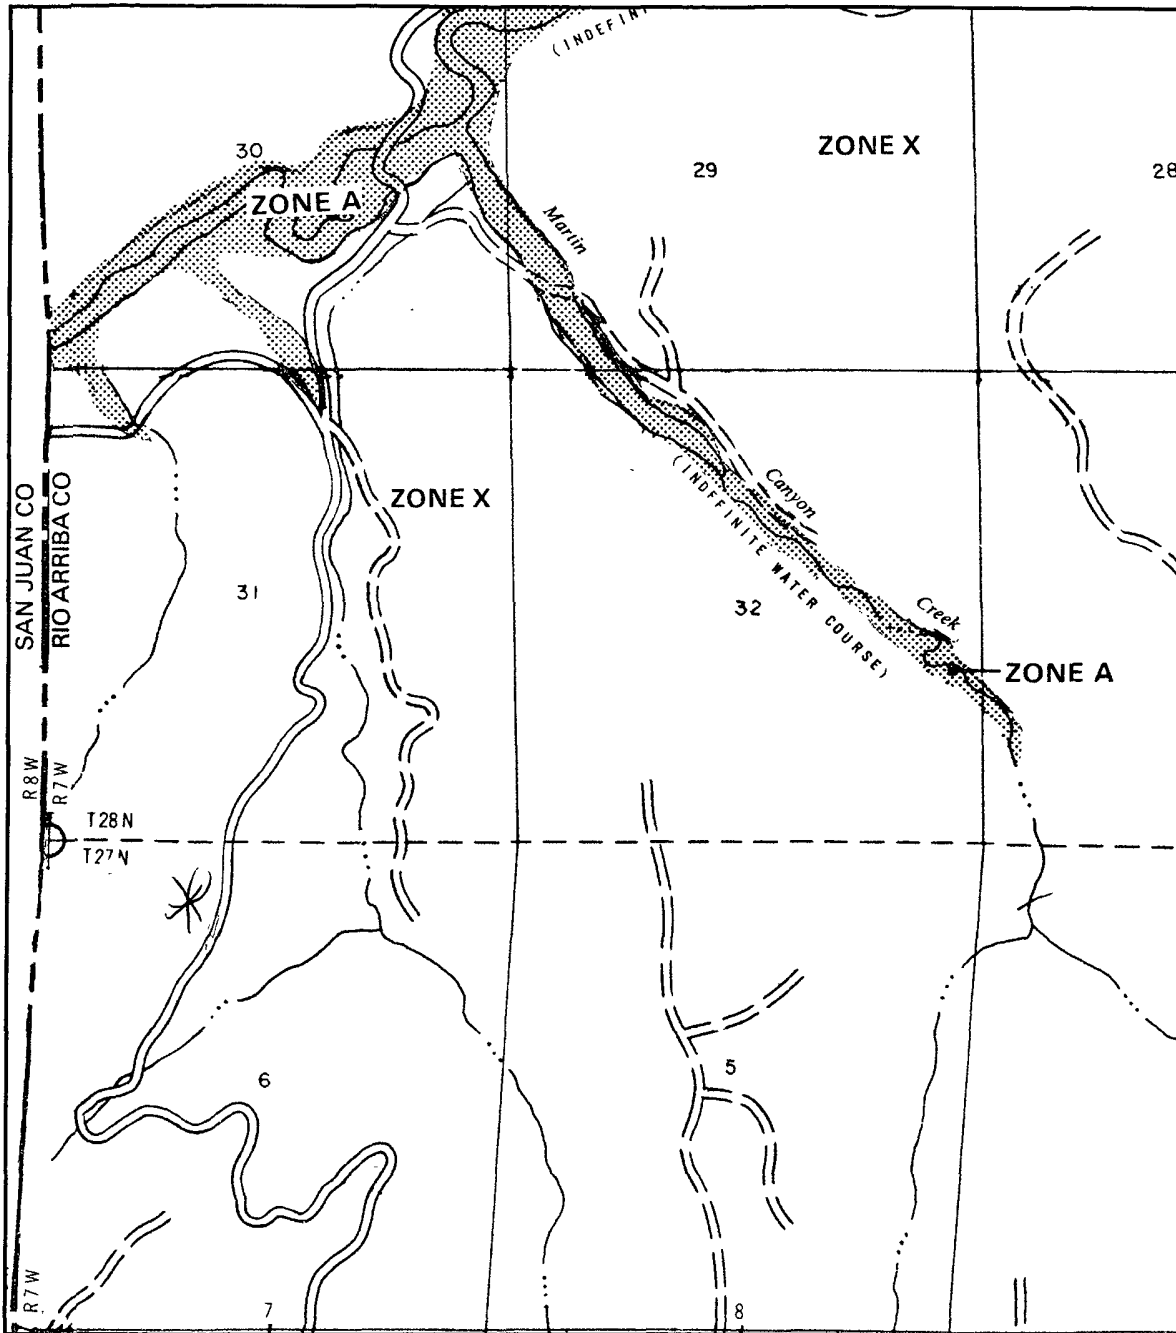 (INDEFINI
30
ZONE X
29
28
ZONE A
Martin
ZONE X
Canyon
(INDEFINITE WATER COURSE)
SAN JUAN CO
RIO ARRIBA CO
31
32
Creek
ZONE A
R8W
R7W
T28N
T27N
6
5
R7W
7
8